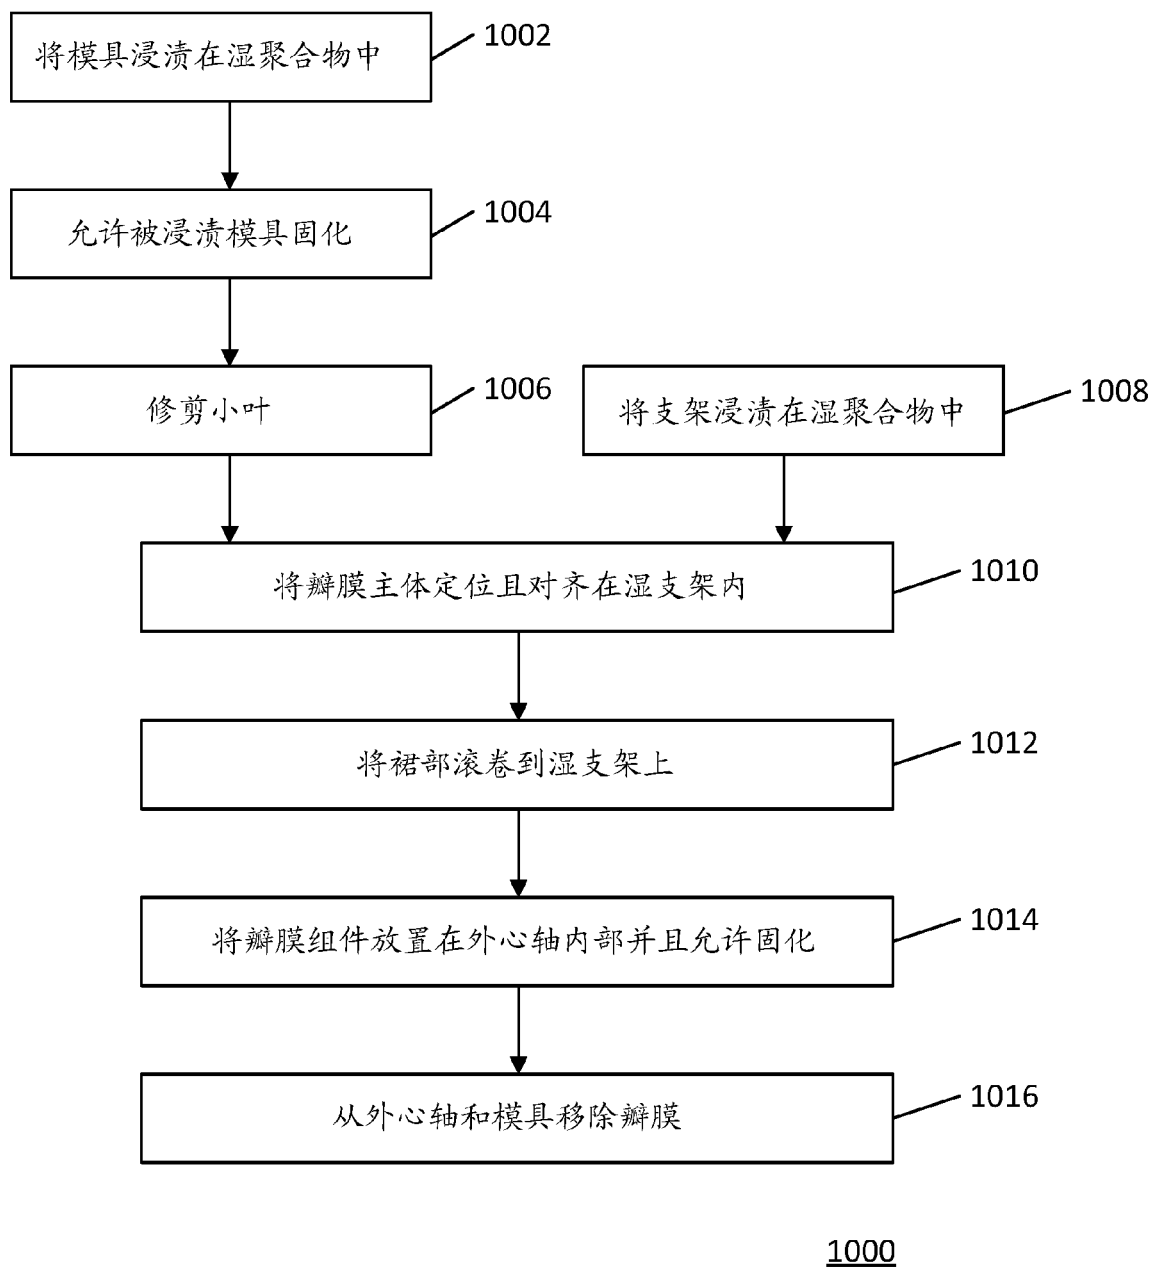 将模具浸渍在湿聚合物中
1002
允许被浸渍模具固化
1004
修剪小叶
1006
将支架浸渍在湿聚合物中
1008
将瓣膜主体定位且对齐在湿支架内
1010
将裙部滚卷到湿支架上
1012
将瓣膜组件放置在外心轴内部并且允许固化
1014
从外心轴和模具移除瓣膜
1016
1000